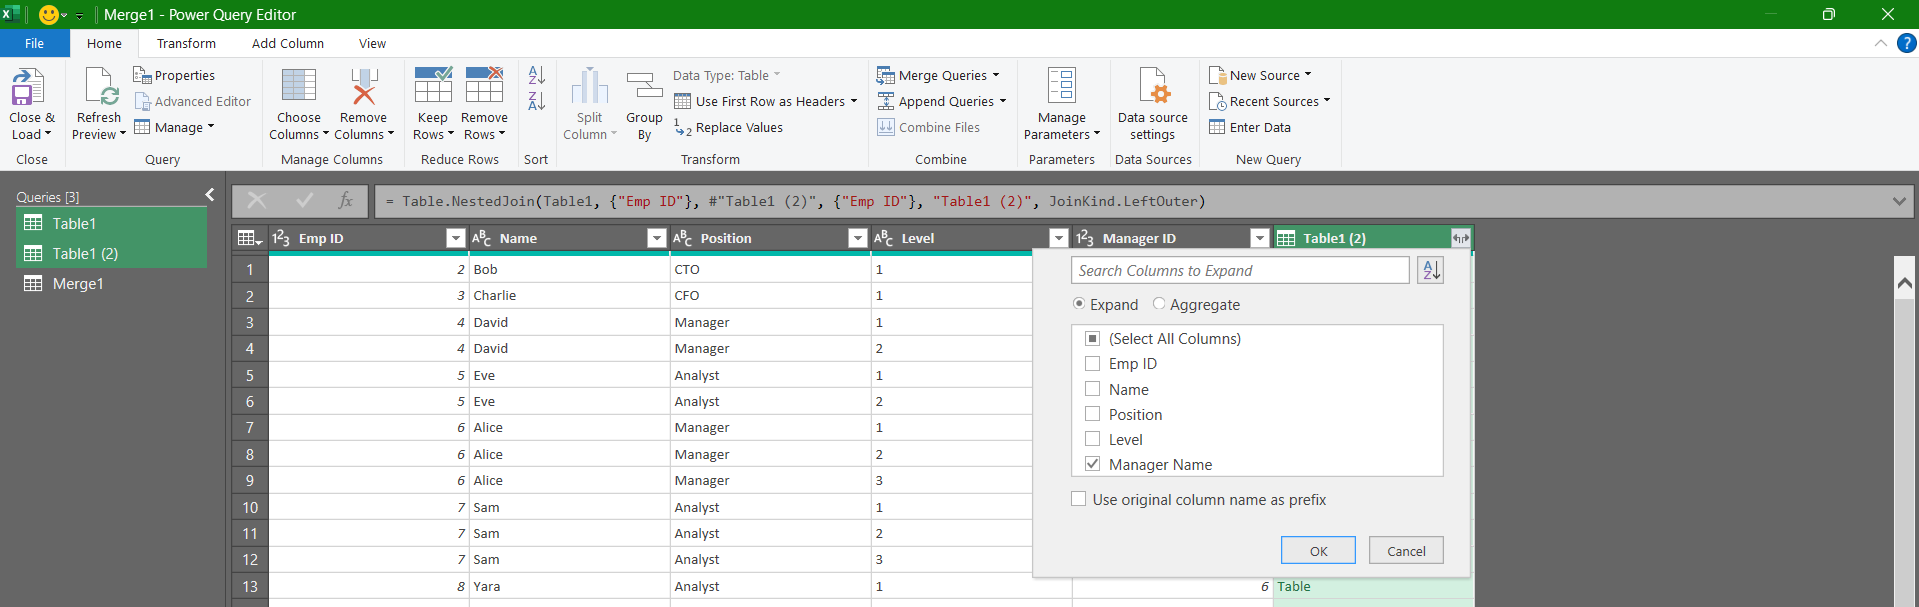 Merge1 - Power Query Editor
File Home Transform Add Column View
Close & Load
Close
Refresh Preview
Properties
Advanced Editor
Manage
Query
Choose Columns
Remove Columns
Manage Columns
Keep Rows
Remove Rows
Reduce Rows
Sort
Split Column
Group By
Data Type: Table
Use First Row as Headers
Replace Values
Transform
Merge Queries
Append Queries
Combine Files
Combine
Manage Parameters
Parameters
Data source settings
Data Sources
New Source
Recent Sources
Enter Data
New Query
Queries [3]
Table1
Table1 (2)
Merge1
fx = Table.NestedJoin(Table1, {"Emp ID"}, #"Table1 (2)", {"Emp ID"}, "Table1 (2)", JoinKind.LeftOuter)
123 Emp ID ABC Name ABC Position ABC Level 123 Manager ID Table1 (2)
1 2 Bob CTO 1
2 3 Charlie CFO 1
3 4 David Manager 1
4 4 David Manager 2
5 5 Eve Analyst 1
6 5 Eve Analyst 2
7 6 Alice Manager 1
8 6 Alice Manager 2
9 6 Alice Manager 3
10 7 Sam Analyst 1
11 7 Sam Analyst 2
12 7 Sam Analyst 3
13 8 Yara Analyst 1 6 Table
Search Columns to Expand
Expand Aggregate
(Select All Columns)
Emp ID
Name
Position
Level
Manager Name
Use original column name as prefix
OK Cancel